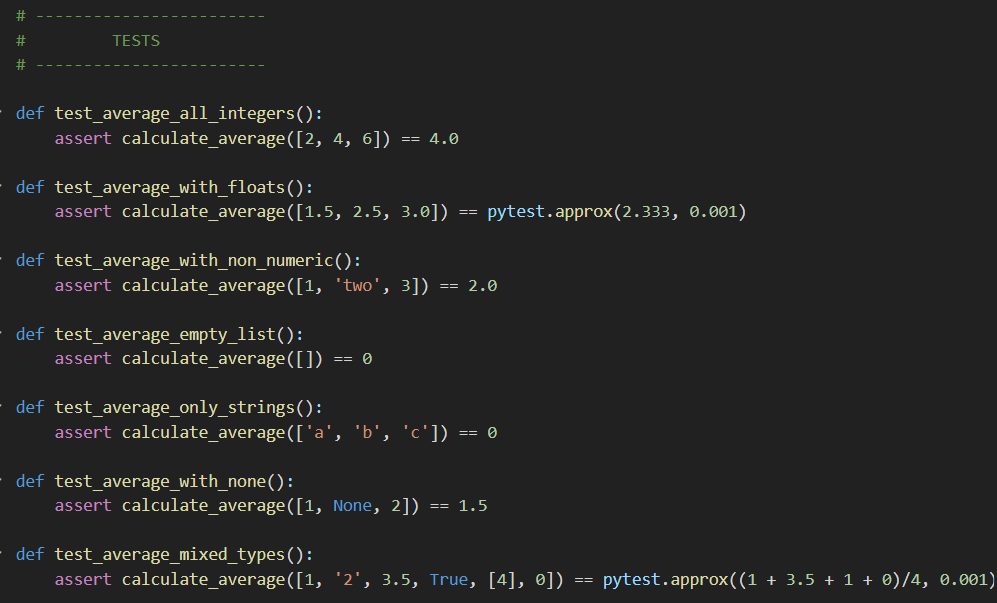 # ------------------------
#         TESTS
# ------------------------
def test_average_all_integers():
    assert calculate_average([2, 4, 6]) == 4.0
def test_average_with_floats():
    assert calculate_average([1.5, 2.5, 3.0]) == pytest.approx(2.333, 0.001)
def test_average_with_non_numeric():
    assert calculate_average([1, 'two', 3]) == 2.0
def test_average_empty_list():
    assert calculate_average([]) == 0
def test_average_only_strings():
    assert calculate_average(['a', 'b', 'c']) == 0
def test_average_with_none():
    assert calculate_average([1, None, 2]) == 1.5
def test_average_mixed_types():
    assert calculate_average([1, '2', 3.5, True, [4], 0]) == pytest.approx((1 + 3.5 + 1 + 0)/4, 0.001)